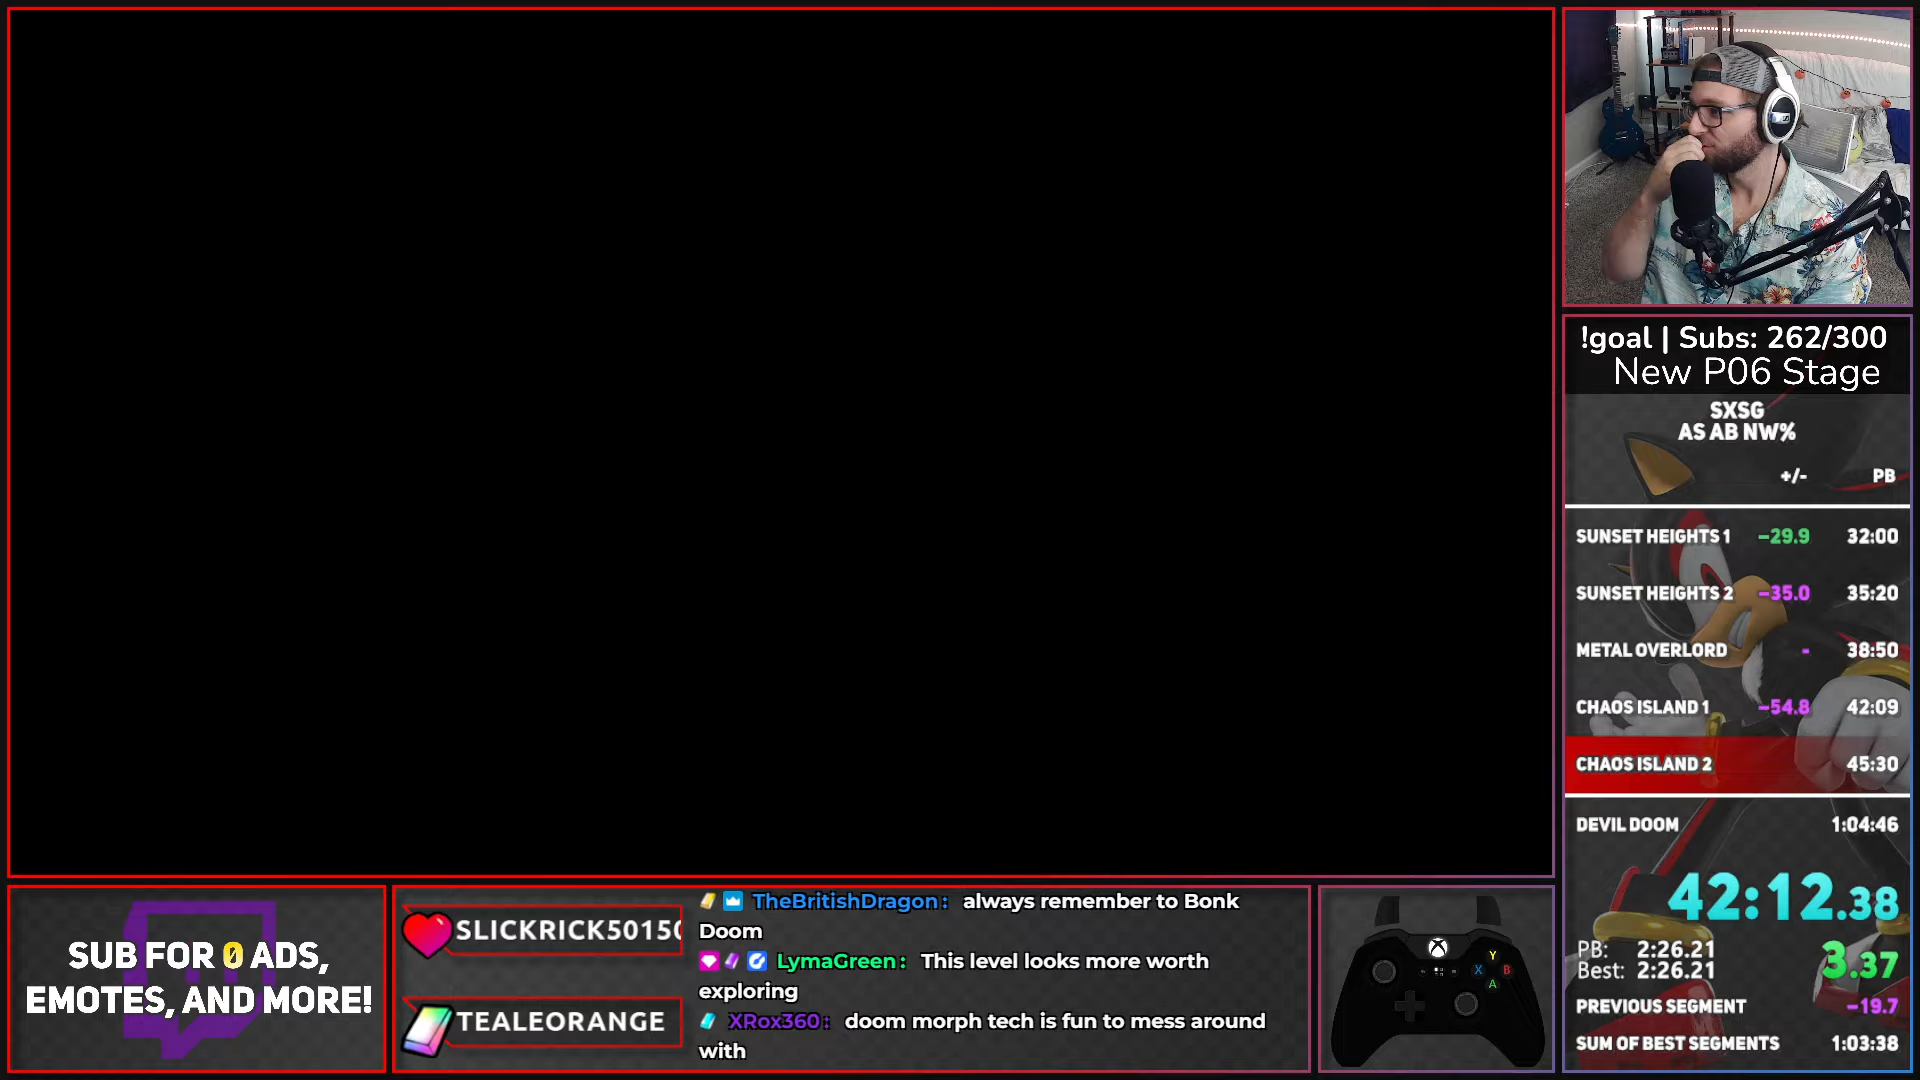 !goal | Subs: 262/300
New P06 Stage
SXSG
AS AB NW%
+/- PB
SUNSET HEIGHTS 1 -29.9 32:00
SUNSET HEIGHTS 2 -35.0 35:20
METAL OVERLORD - 38:50
CHAOS ISLAND 1 -54.8 42:09
CHAOS ISLAND 2 45:30
DEVIL DOOM 1:04:46
42:12.38
PB: 2:26.21
Best: 2:26.21
3.37
PREVIOUS SEGMENT -19.7
SUM OF BEST SEGMENTS 1:03:38
SUB FOR 0 ADS,
EMOTES, AND MORE!
SLICKRICK50150
TEALEORANGE
TheBritishDragon: always remember to Bonk
Doom
LymaGreen: This level looks more worth
exploring
XRox360: doom morph tech is fun to mess around
with
Y
X B
A